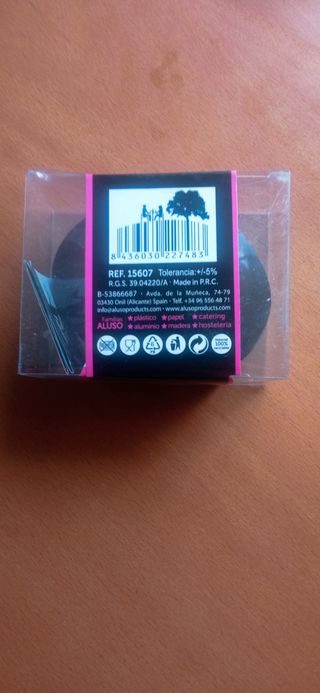 8 436030 227483
REF. 15607 Tolerancia:+/-5%
R.G.S. 39.04220/A · Made in P.R.C.
B-53866687 · Avda. de la Muñeca, 74-79
03430 Onil (Alicante) Spain · Telf. +34 96 556 48 71
info@alusoproducts.com · www.alusoproducts.com
Familias ★plástico ★papel ★catering
ALUSO ★aluminio ★madera ★hostelería
100%